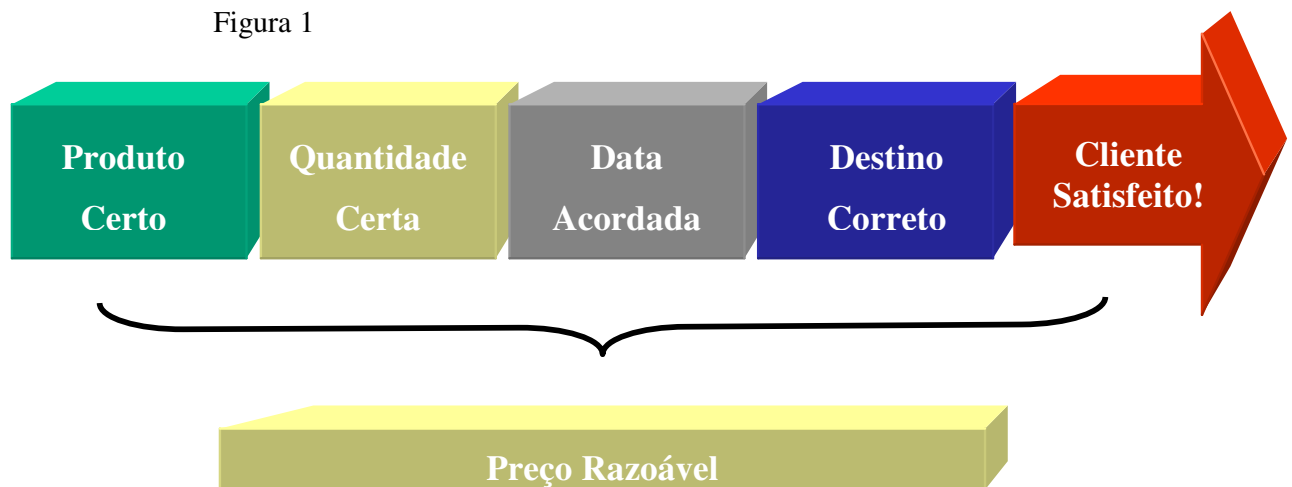 Figura 1
Produto
Certo
Quantidade
Certa
Data
Acordada
Destino
Correto
Cliente
Satisfeito!
Preço Razoável